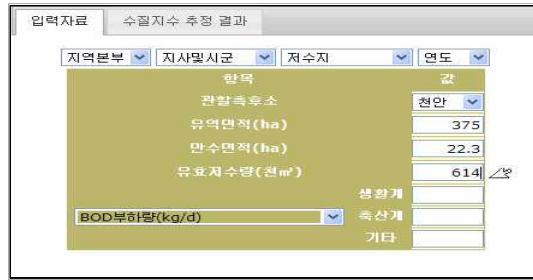 입력자료 수질지수 추정 결과
지역본부 지사및시군 저수지 연도
항목 값
관할측후소 천안
유역면적(ha) 375
만수면적(ha) 22.3
유효저수량(천㎥) 614
생활계
BOD부하량(kg/d) 축산계
기타